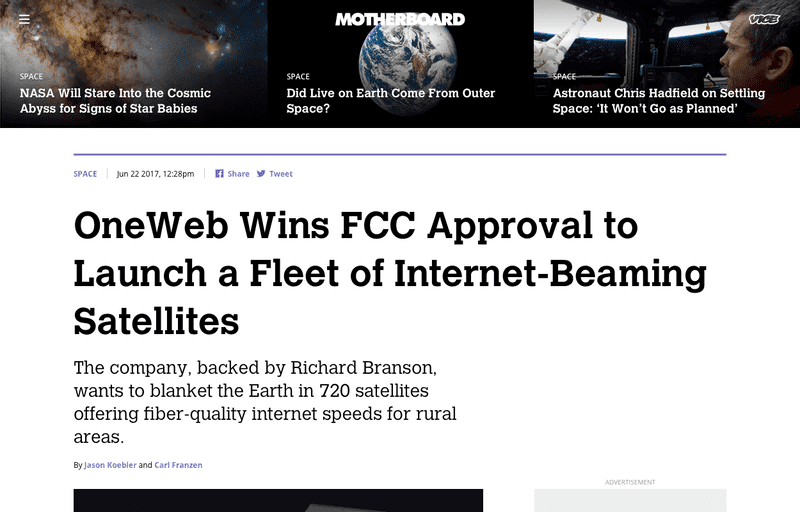 MOTHERBOARD
VICE
SPACE
NASA Will Stare Into the Cosmic
Abyss for Signs of Star Babies
SPACE
Did Live on Earth Come From Outer
Space?
SPACE
Astronaut Chris Hadfield on Settling
Space: ‘It Won’t Go as Planned’
SPACE Jun 22 2017, 12:28pm Share Tweet
OneWeb Wins FCC Approval to
Launch a Fleet of Internet-Beaming
Satellites
The company, backed by Richard Branson,
wants to blanket the Earth in 720 satellites
offering fiber-quality internet speeds for rural
areas.
By Jason Koebler and Carl Franzen
ADVERTISEMENT